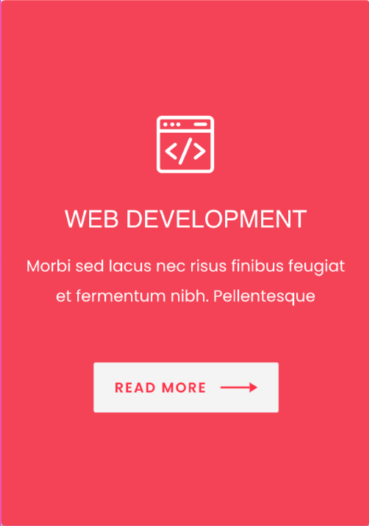 WEB DEVELOPMENT
Morbi sed lacus nec risus finibus feugiat
et fermentum nibh. Pellentesque
READ MORE